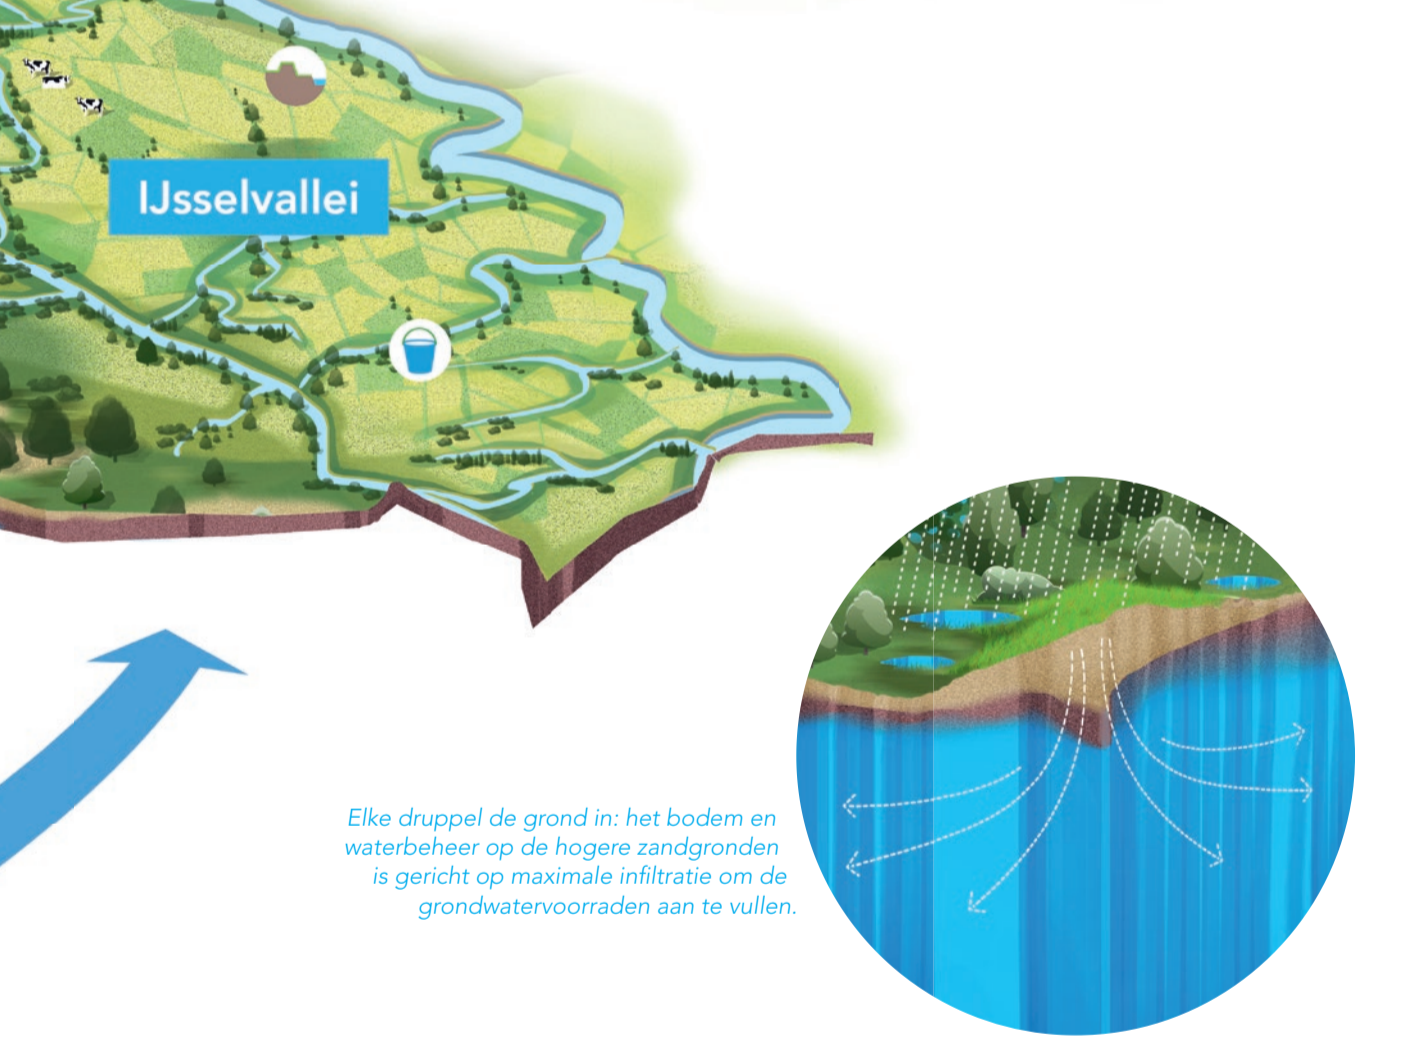 IJsselvallei
Elke druppel de grond in: het bodem en
waterbeheer op de hogere zandgronden
is gericht op maximale infiltratie om de
grondwatervoorraden aan te vullen.